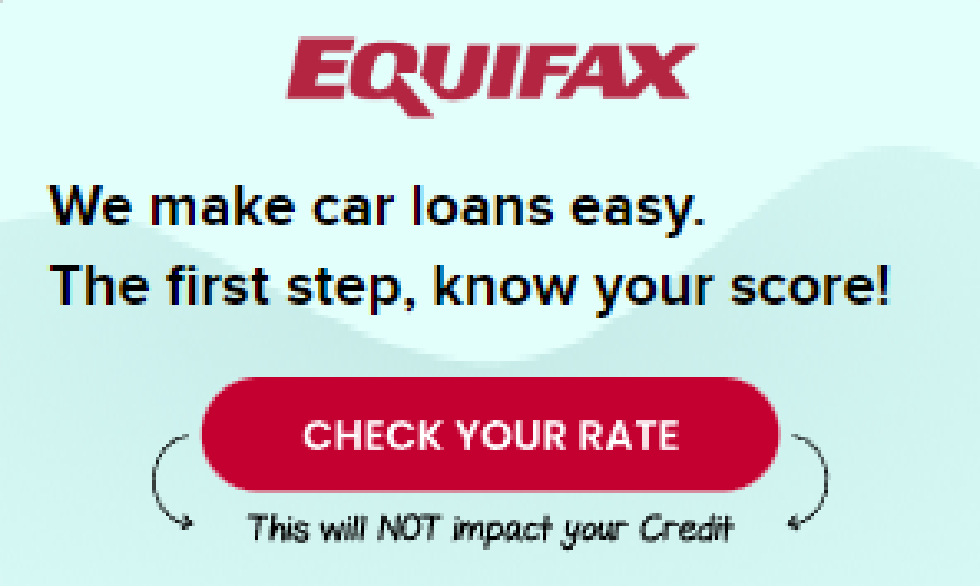 EQUIFAX
We make car loans easy.
The first step, know your score!
CHECK YOUR RATE
This will NOT impact your Credit